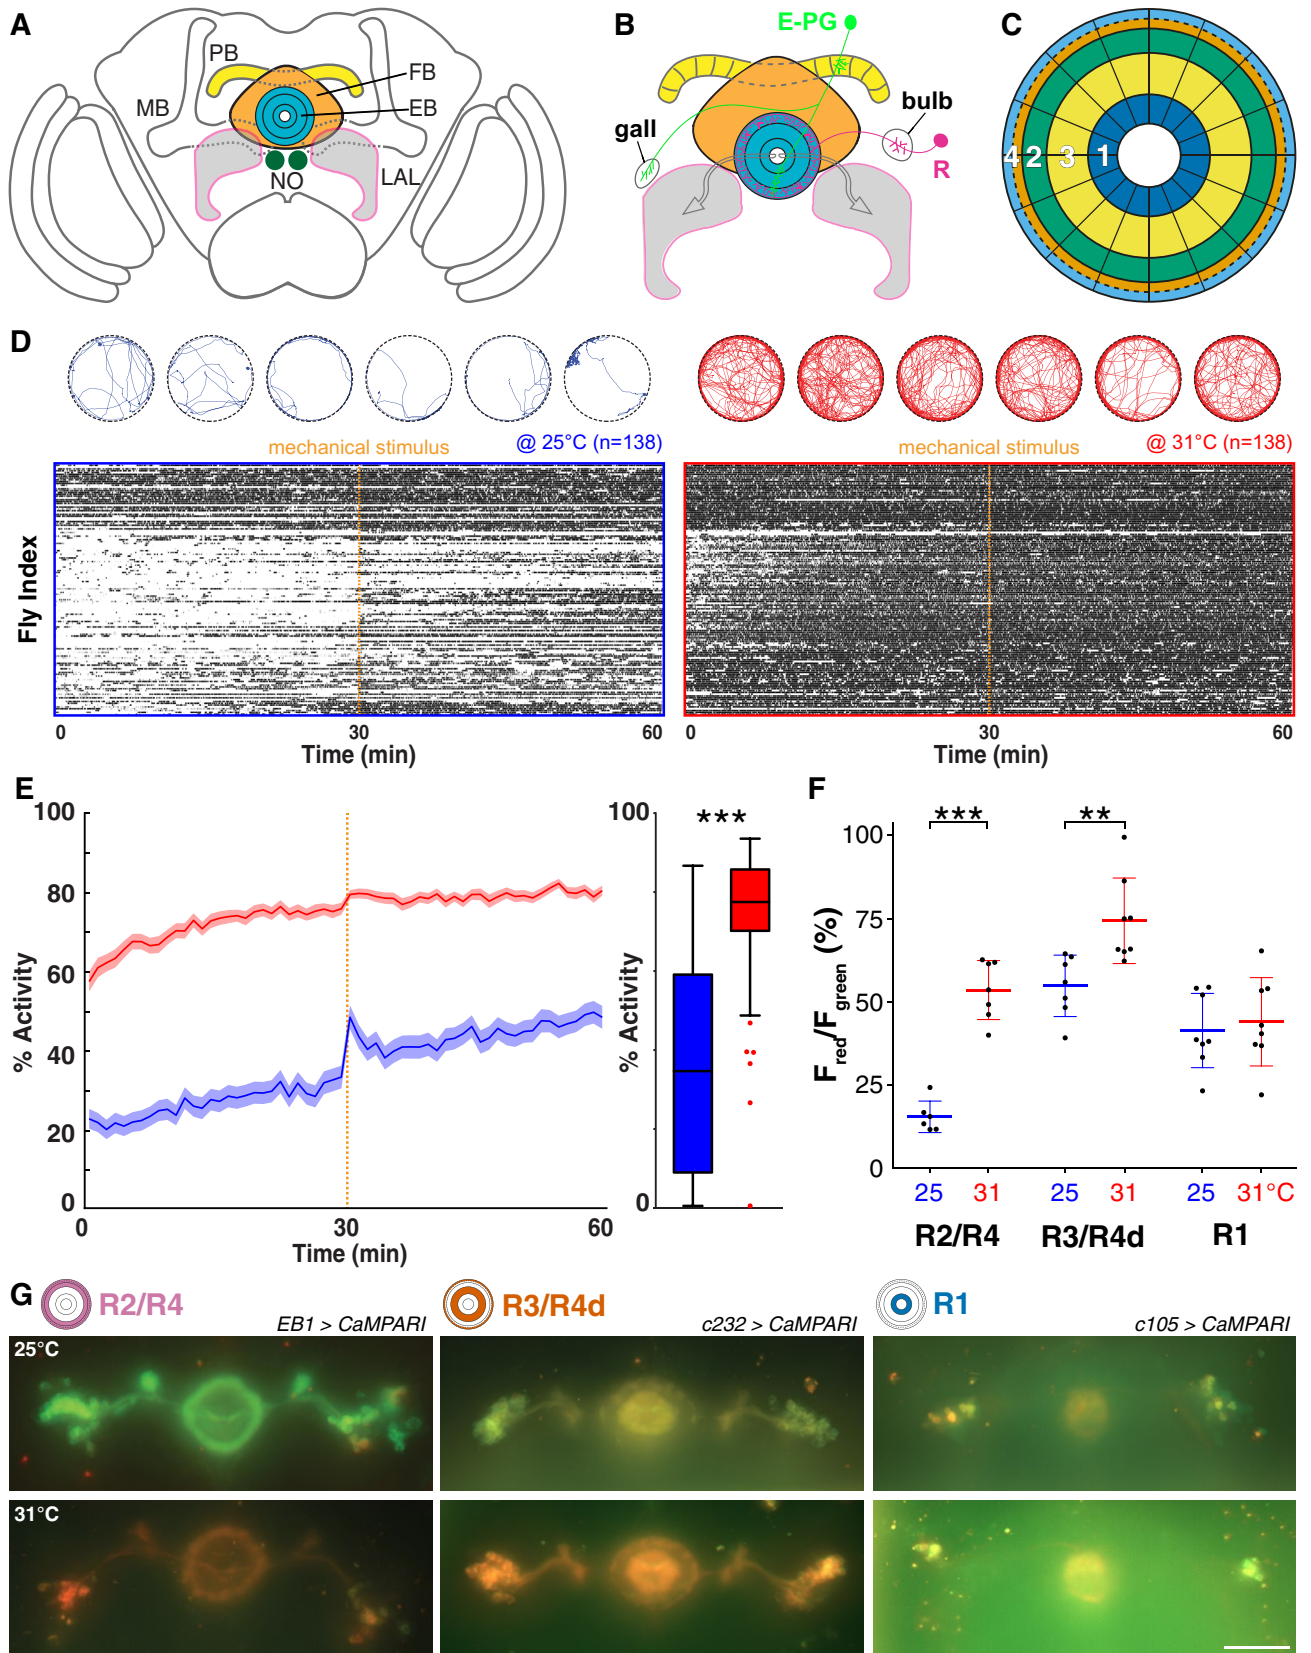 A
PB
FB
EB
MB
NO
LAL
B
E-PG
gall
bulb
R
C
4 2 3 1
D
mechanical stimulus
@ 25°C (n=138)
mechanical stimulus
@ 31°C (n=138)
Fly Index
0 30 60
Time (min)
0 30 60
Time (min)
E
100
80
60
40
20
0
% Activity
0 30 60
Time (min)
100
0
% Activity
***
F
*** **
100
75
50
25
0
Fred/Fgreen (%)
25 31 25 31 25 31°C
R2/R4 R3/R4d R1
G
R2/R4
EB1 > CaMPARI
R3/R4d
c232 > CaMPARI
R1
c105 > CaMPARI
25°C
31°C